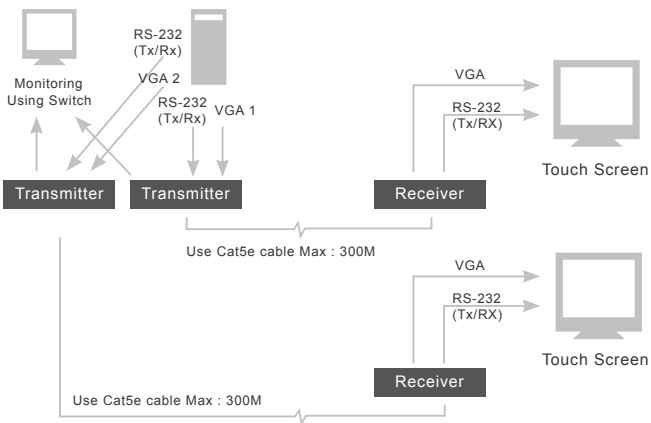 RS-232
(Tx/Rx)
VGA 2
Monitoring
Using Switch
RS-232
(Tx/Rx)
VGA 1
Transmitter
Transmitter
VGA
RS-232
(Tx/RX)
Touch Screen
Receiver
Use Cat5e cable Max : 300M
VGA
RS-232
(Tx/RX)
Touch Screen
Receiver
Use Cat5e cable Max : 300M